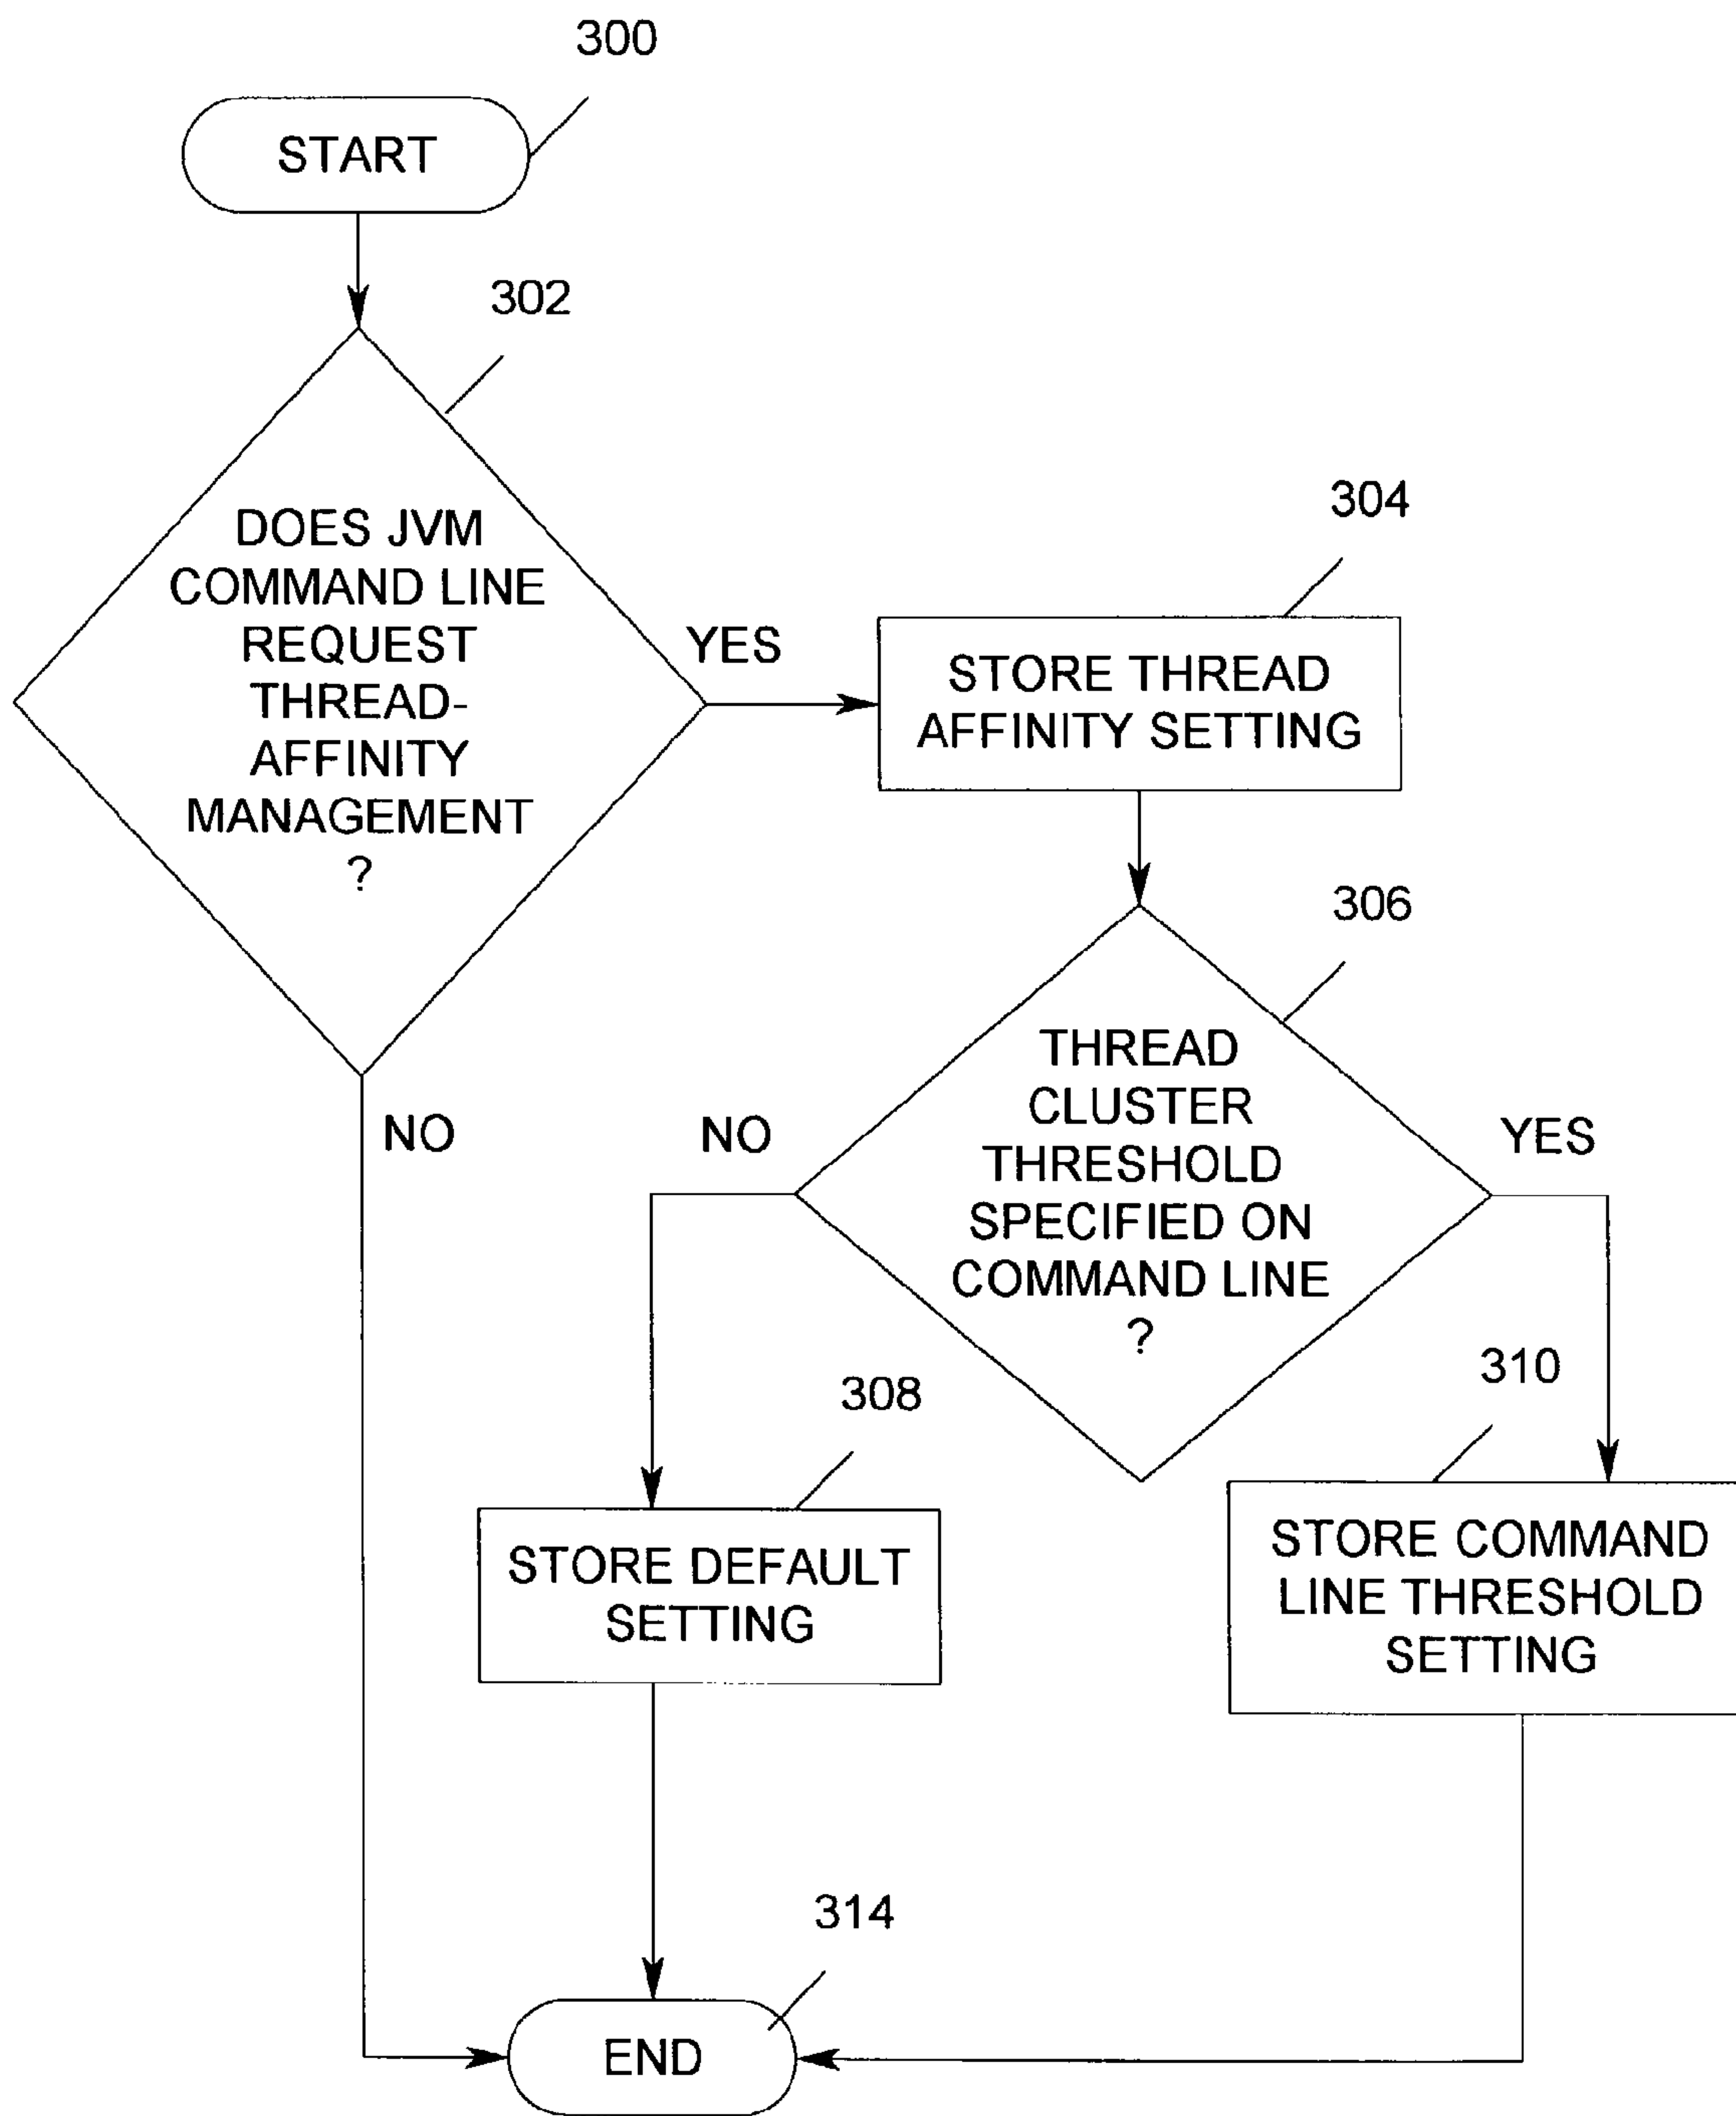 300
START
302
DOES JVM
COMMAND LINE
REQUEST
THREAD-
AFFINITY
MANAGEMENT
?
YES
NO
304
STORE THREAD
AFFINITY SETTING
306
THREAD
CLUSTER
THRESHOLD
SPECIFIED ON
COMMAND LINE
?
NO
YES
308
STORE DEFAULT
SETTING
310
STORE COMMAND
LINE THRESHOLD
SETTING
314
END